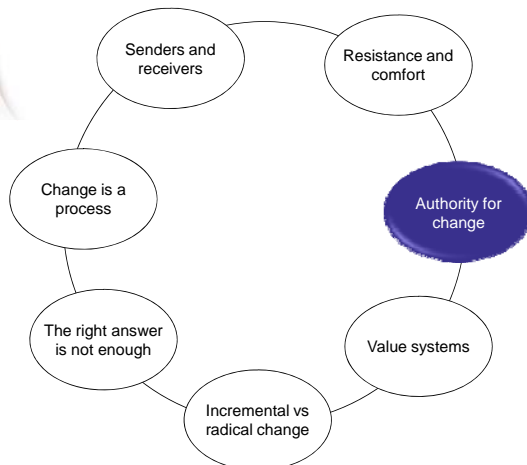 Senders and
receivers
Resistance and
comfort
Authority for
change
Value systems
Incremental vs
radical change
The right answer
is not enough
Change is a
process